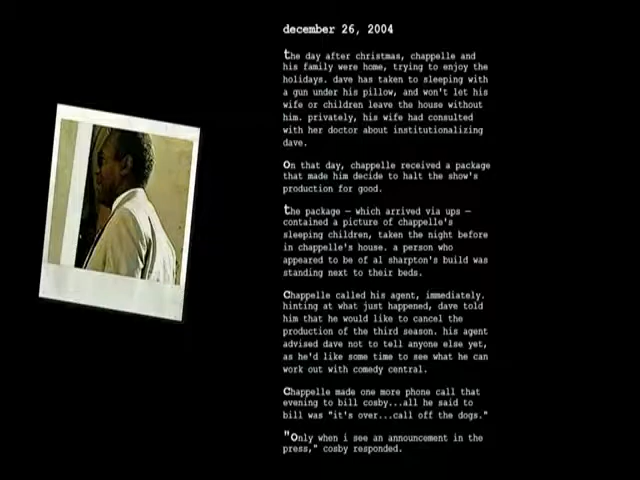 december 26, 2004
the day after christmas, chappelle and
his family were home, trying to enjoy the
holidays. dave has taken to sleeping with
a gun under his pillow, and won't let his
wife or children leave the house without
him. privately, his wife had consulted
with her doctor about institutionalizing
dave.
On that day, chappelle received a package
that made him decide to halt the show's
production for good.
the package — which arrived via ups —
contained a picture of chappelle's
sleeping children, taken the night before
in chappelle's house. a person who
appeared to be of al sharpton's build was
standing next to their beds.
Chappelle called his agent, immediately.
hinting at what just happened, dave told
him that he would like to cancel the
production of the third season. his agent
advised dave not to tell anyone else yet,
as he'd like some time to see what he can
work out with comedy central.
Chappelle made one more phone call that
evening to bill cosby...all he said to
bill was "it's over...call off the dogs."
"Only when i see an announcement in the
press," cosby responded.